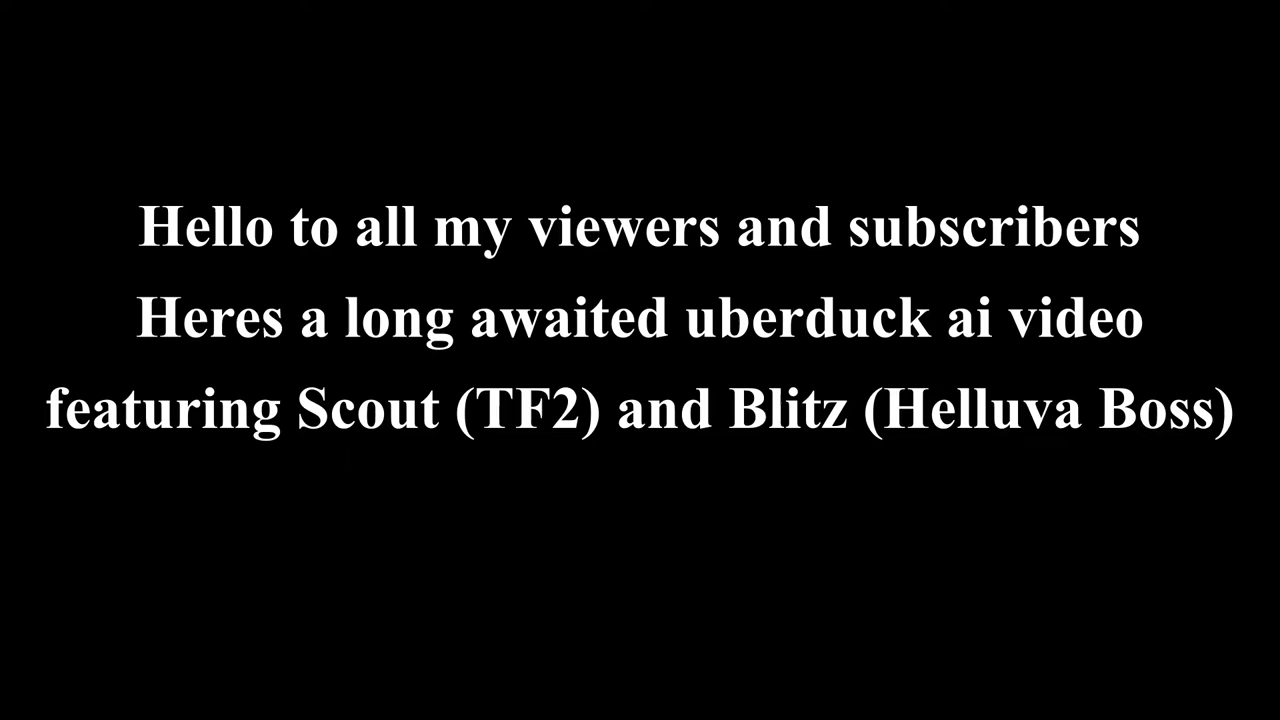 Hello to all my viewers and subscribers
Heres a long awaited uberduck ai video
featuring Scout (TF2) and Blitz (Helluva Boss)